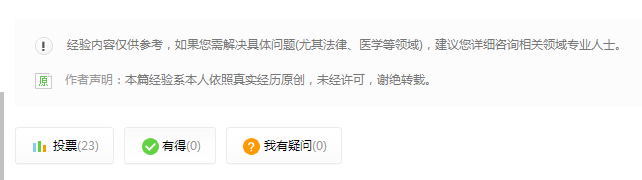 经验内容仅供参考，如果您需解决具体问题(尤其法律、医学等领域)，建议您详细咨询相关领域专业人士。
原 作者声明：本篇经验系本人依照真实经历原创，未经许可，谢绝转载。
投票(23) 有得(0) 我有疑问(0)